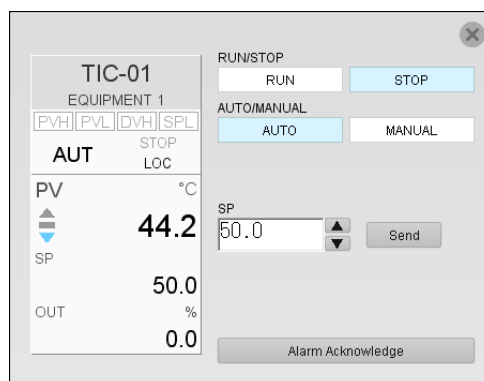 TIC-01
EQUIPMENT 1
PVH PVL DVH SPL
AUT STOP
LOC
PV °C
44.2
SP
50.0
OUT %
0.0
RUN/STOP
RUN STOP
AUTO/MANUAL
AUTO MANUAL
SP
50.0 Send
Alarm Acknowledge